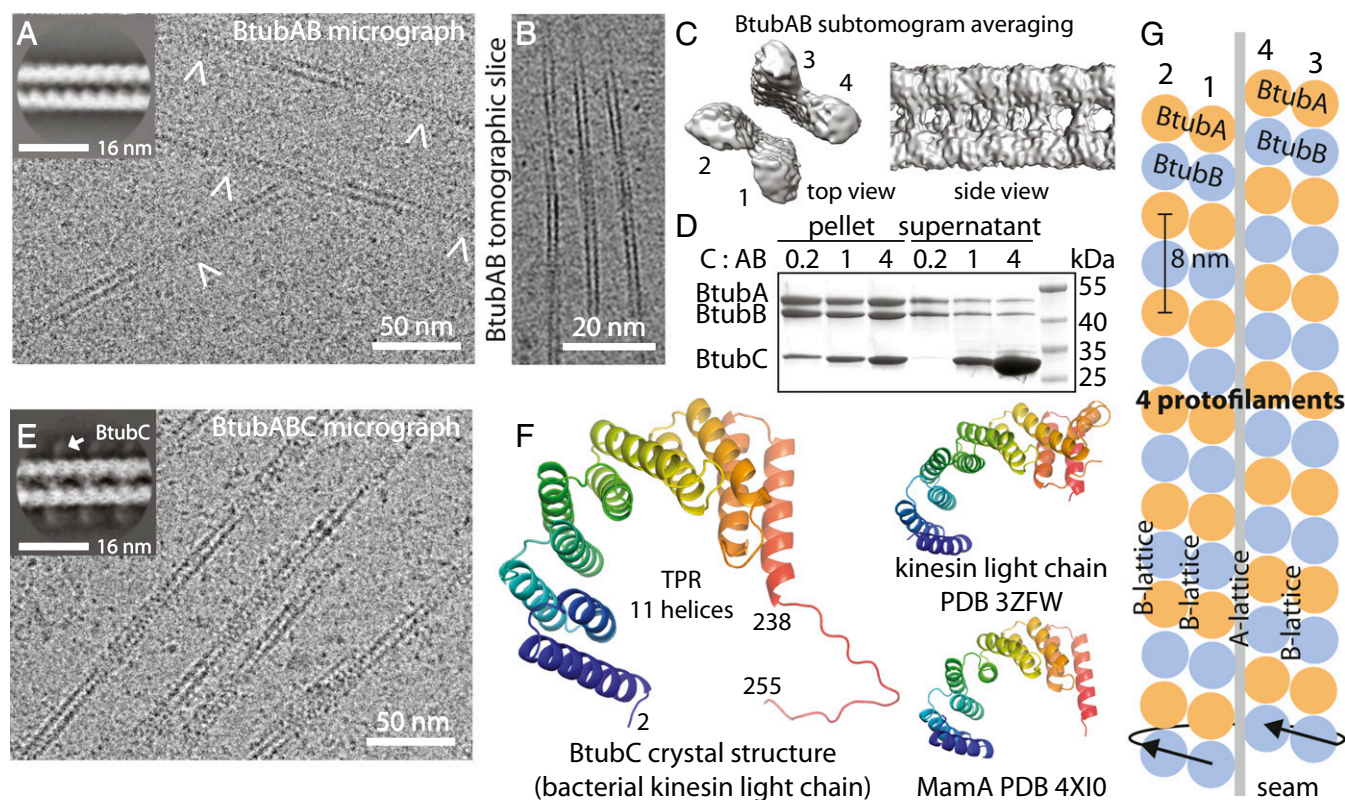 A
BtubAB micrograph
16 nm
50 nm
BtubAB tomographic slice
B
20 nm
C
BtubAB subtomogram averaging
3
4
2
1
top view
side view
D
pellet supernatant
C : AB 0.2 1 4 0.2 1 4 kDa
BtubA
BtubB
BtubC
55
40
35
25
E
BtubABC micrograph
BtubC
16 nm
50 nm
F
TPR
11 helices
238
255
2
BtubC crystal structure
(bacterial kinesin light chain)
kinesin light chain
PDB 3ZFW
MamA PDB 4XI0
G
2 1 4 3
BtubA
BtubB
BtubA
BtubB
8 nm
4 protofilaments
B-lattice
B-lattice
A-lattice
B-lattice
seam